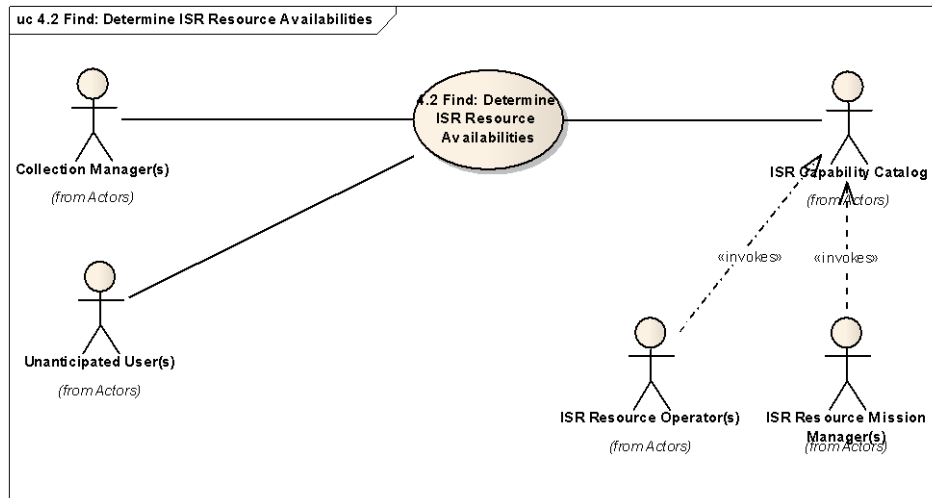 uc 4.2 Find: Determine ISR Resource Availabilities
4.2 Find: Determine
ISR Resource
Availabilities
Collection Manager(s)
(from Actors)
ISR Capability Catalog
(from Actors)
«invokes»
«invokes»
Unanticipated User(s)
(from Actors)
ISR Resource Operator(s)
(from Actors)
ISR Resource Mission
Manager(s)
(from Actors)